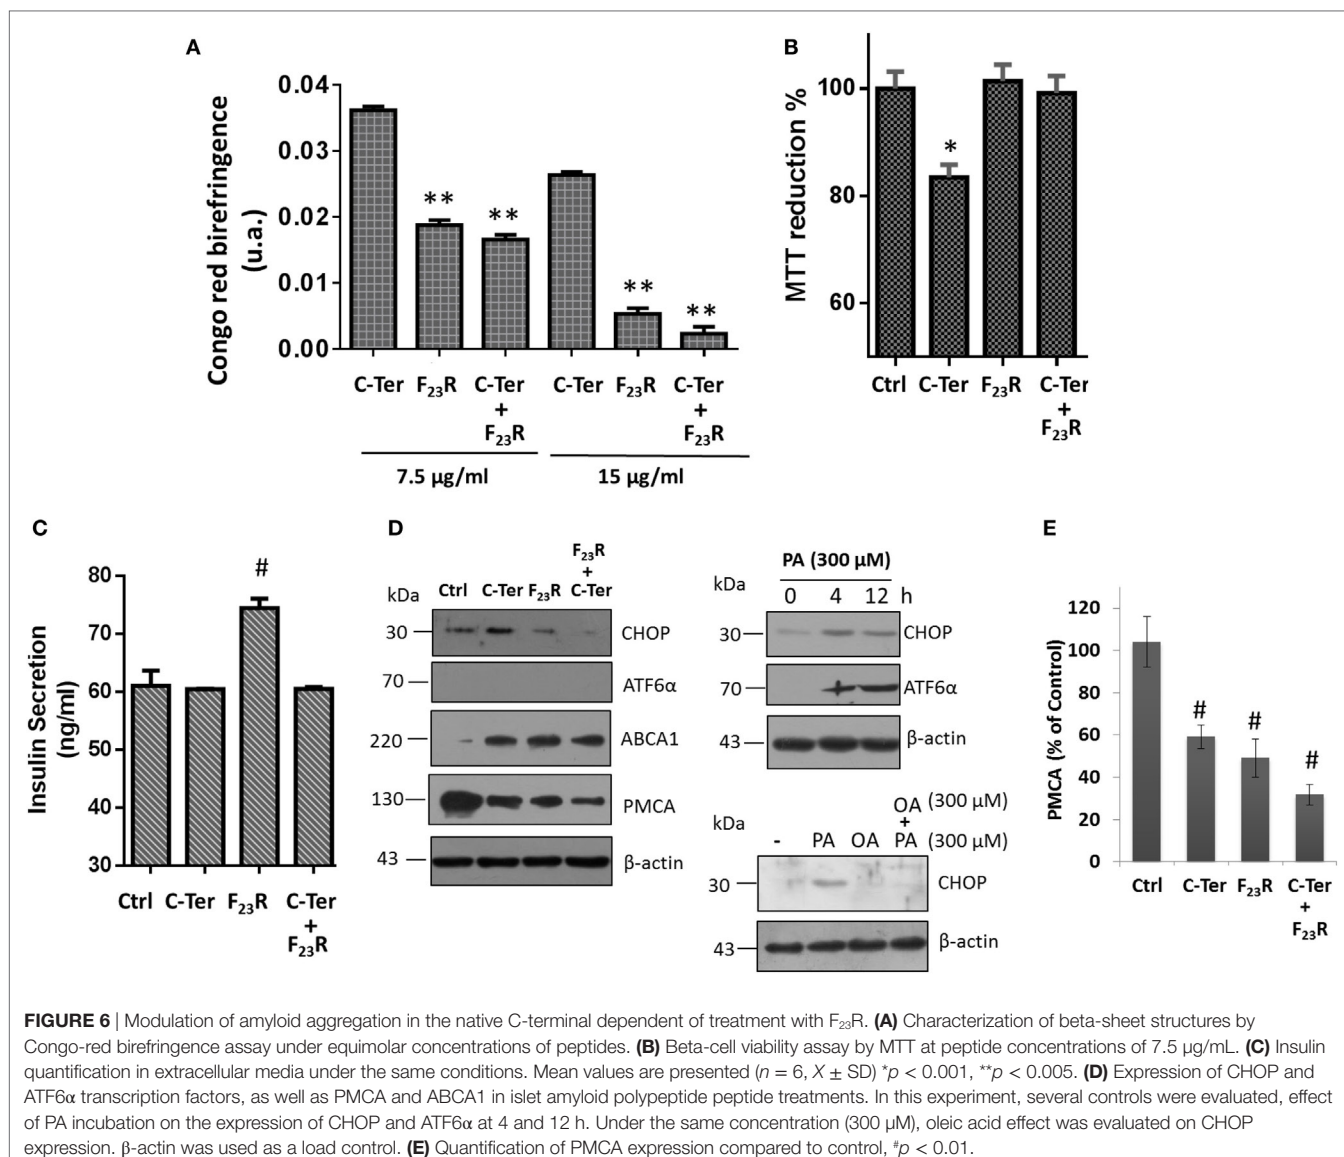 A
Congo red birefringence
(u.a.)
0.04
0.03
0.02
0.01
0.00
**
**
**
**
C-Ter F₂₃R C-Ter C-Ter F₂₃R C-Ter
+ +
F₂₃R F₂₃R
7.5 µg/ml 15 µg/ml
B
MTT reduction %
100
80
60
*
Ctrl C-Ter F₂₃R C-Ter
+
F₂₃R
C
Insulin Secretion
(ng/ml)
80
70
60
50
40
30
#
Ctrl C-Ter F₂₃R C-Ter
+
F₂₃R
D
F₂₃R
+
kDa Ctrl C-Ter F₂₃R C-Ter
30 CHOP
70 ATF6α
220 ABCA1
130 PMCA
43 β-actin
PA (300 µM)
kDa 0 4 12 h
30 CHOP
70 ATF6α
43 β-actin
OA (300 µM)
+
kDa - PA OA PA (300 µM)
30 CHOP
43 β-actin
E
PMCA (% of Control)
120
100
80
60
40
20
0
#
#
#
Ctrl C-Ter F₂₃R C-Ter
+
F₂₃R
FIGURE 6 | Modulation of amyloid aggregation in the native C-terminal dependent of treatment with F₂₃R. (A) Characterization of beta-sheet structures by
Congo-red birefringence assay under equimolar concentrations of peptides. (B) Beta-cell viability assay by MTT at peptide concentrations of 7.5 µg/mL. (C) Insulin
quantification in extracellular media under the same conditions. Mean values are presented (n = 6, X ± SD) *p < 0.001, **p < 0.005. (D) Expression of CHOP and
ATF6α transcription factors, as well as PMCA and ABCA1 in islet amyloid polypeptide peptide treatments. In this experiment, several controls were evaluated, effect
of PA incubation on the expression of CHOP and ATF6α at 4 and 12 h. Under the same concentration (300 µM), oleic acid effect was evaluated on CHOP
expression. β-actin was used as a load control. (E) Quantification of PMCA expression compared to control, #p < 0.01.